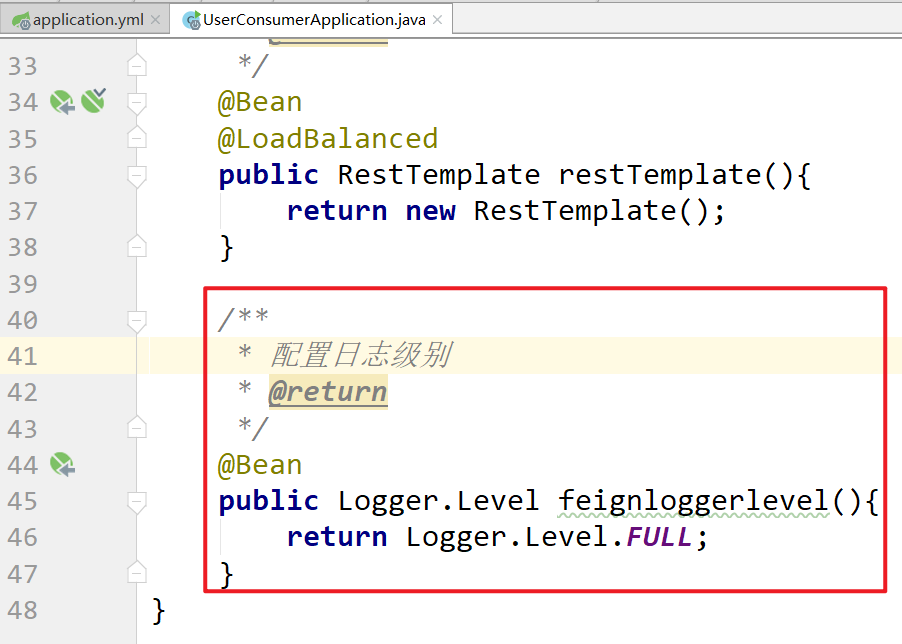 application.yml × UserConsumerApplication.java ×
33 */
34 @Bean
35 @LoadBalanced
36 public RestTemplate restTemplate(){
37 return new RestTemplate();
38 }
39
40 /**
41 * 配置日志级别
42 * @return
43 */
44 @Bean
45 public Logger.Level feignloggerlevel(){
46 return Logger.Level.FULL;
47 }
48 }